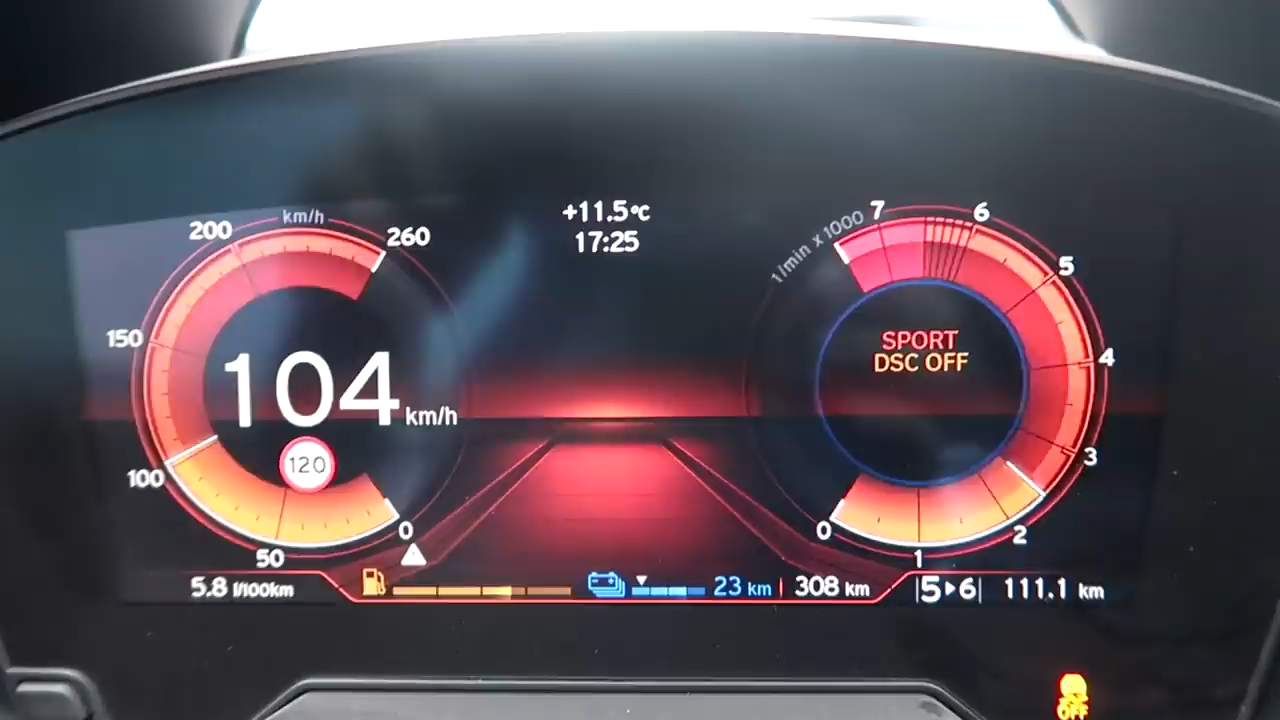 +11.5°C
17:25
km/h
0
50
100
150
200
260
104 km/h
120
1/min x 1000
0
1
2
3
4
5
6
7
SPORT
DSC OFF
5.8 l/100km
23 km
308 km
5▸6
111.1 km
OFF